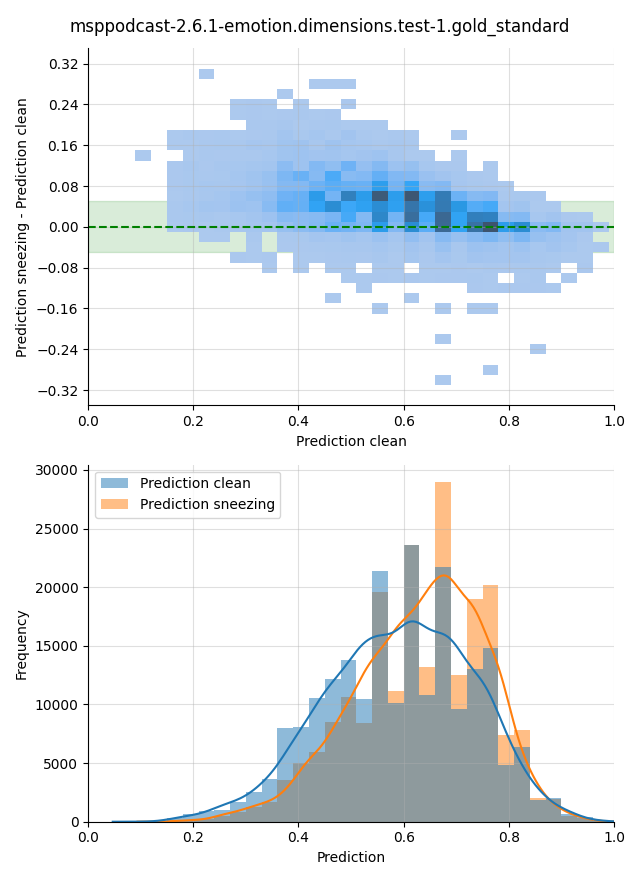 msppodcast-2.6.1-emotion.dimensions.test-1.gold_standard
Prediction sneezing - Prediction clean
0.32
0.24
0.16
0.08
0.00
−0.08
−0.16
−0.24
−0.32
0.0 0.2 0.4 0.6 0.8 1.0
Prediction clean
Frequency
30000
25000
20000
15000
10000
5000
0
Prediction clean
Prediction sneezing
0.0 0.2 0.4 0.6 0.8 1.0
Prediction